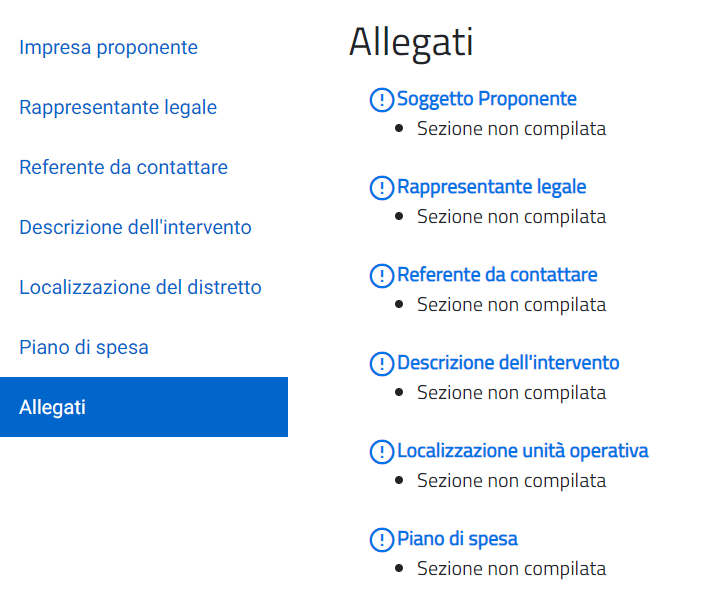 Impresa proponente
Rappresentante legale
Referente da contattare
Descrizione dell'intervento
Localizzazione del distretto
Piano di spesa
Allegati
Allegati
Soggetto Proponente
Sezione non compilata
Rappresentante legale
Sezione non compilata
Referente da contattare
Sezione non compilata
Descrizione dell'intervento
Sezione non compilata
Localizzazione unità operativa
Sezione non compilata
Piano di spesa
Sezione non compilata